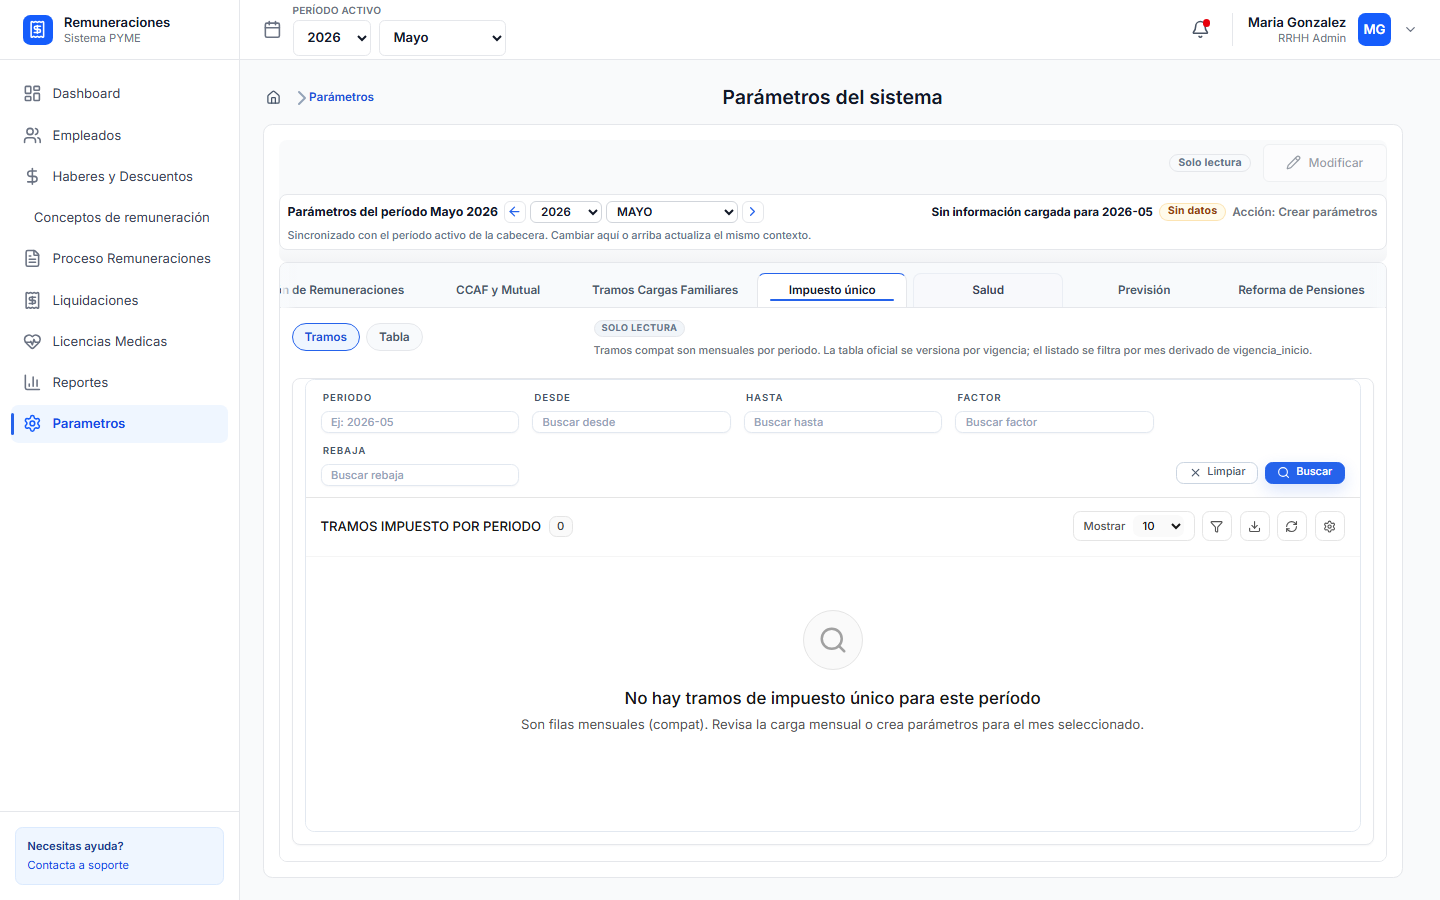 Remuneraciones
Sistema PYME
PERÍODO ACTIVO
2026
Mayo
Maria Gonzalez
RRHH Admin
MG
Dashboard
Empleados
Haberes y Descuentos
Conceptos de remuneración
Proceso Remuneraciones
Liquidaciones
Licencias Medicas
Reportes
Parametros
Necesitas ayuda?
Contacta a soporte
Parámetros
Parámetros del sistema
Solo lectura
Modificar
Parámetros del período Mayo 2026
2026
MAYO
Sin información cargada para 2026-05
Sin datos
Acción: Crear parámetros
Sincronizado con el período activo de la cabecera. Cambiar aquí o arriba actualiza el mismo contexto.
de Remuneraciones
CCAF y Mutual
Tramos Cargas Familiares
Impuesto único
Salud
Previsión
Reforma de Pensiones
Tramos
Tabla
SOLO LECTURA
Tramos compat son mensuales por periodo. La tabla oficial se versiona por vigencia; el listado se filtra por mes derivado de vigencia_inicio.
PERIODO
DESDE
HASTA
FACTOR
Ej: 2026-05
Buscar desde
Buscar hasta
Buscar factor
REBAJA
Buscar rebaja
Limpiar
Buscar
TRAMOS IMPUESTO POR PERIODO
0
Mostrar
10
No hay tramos de impuesto único para este período
Son filas mensuales (compat). Revisa la carga mensual o crea parámetros para el mes seleccionado.